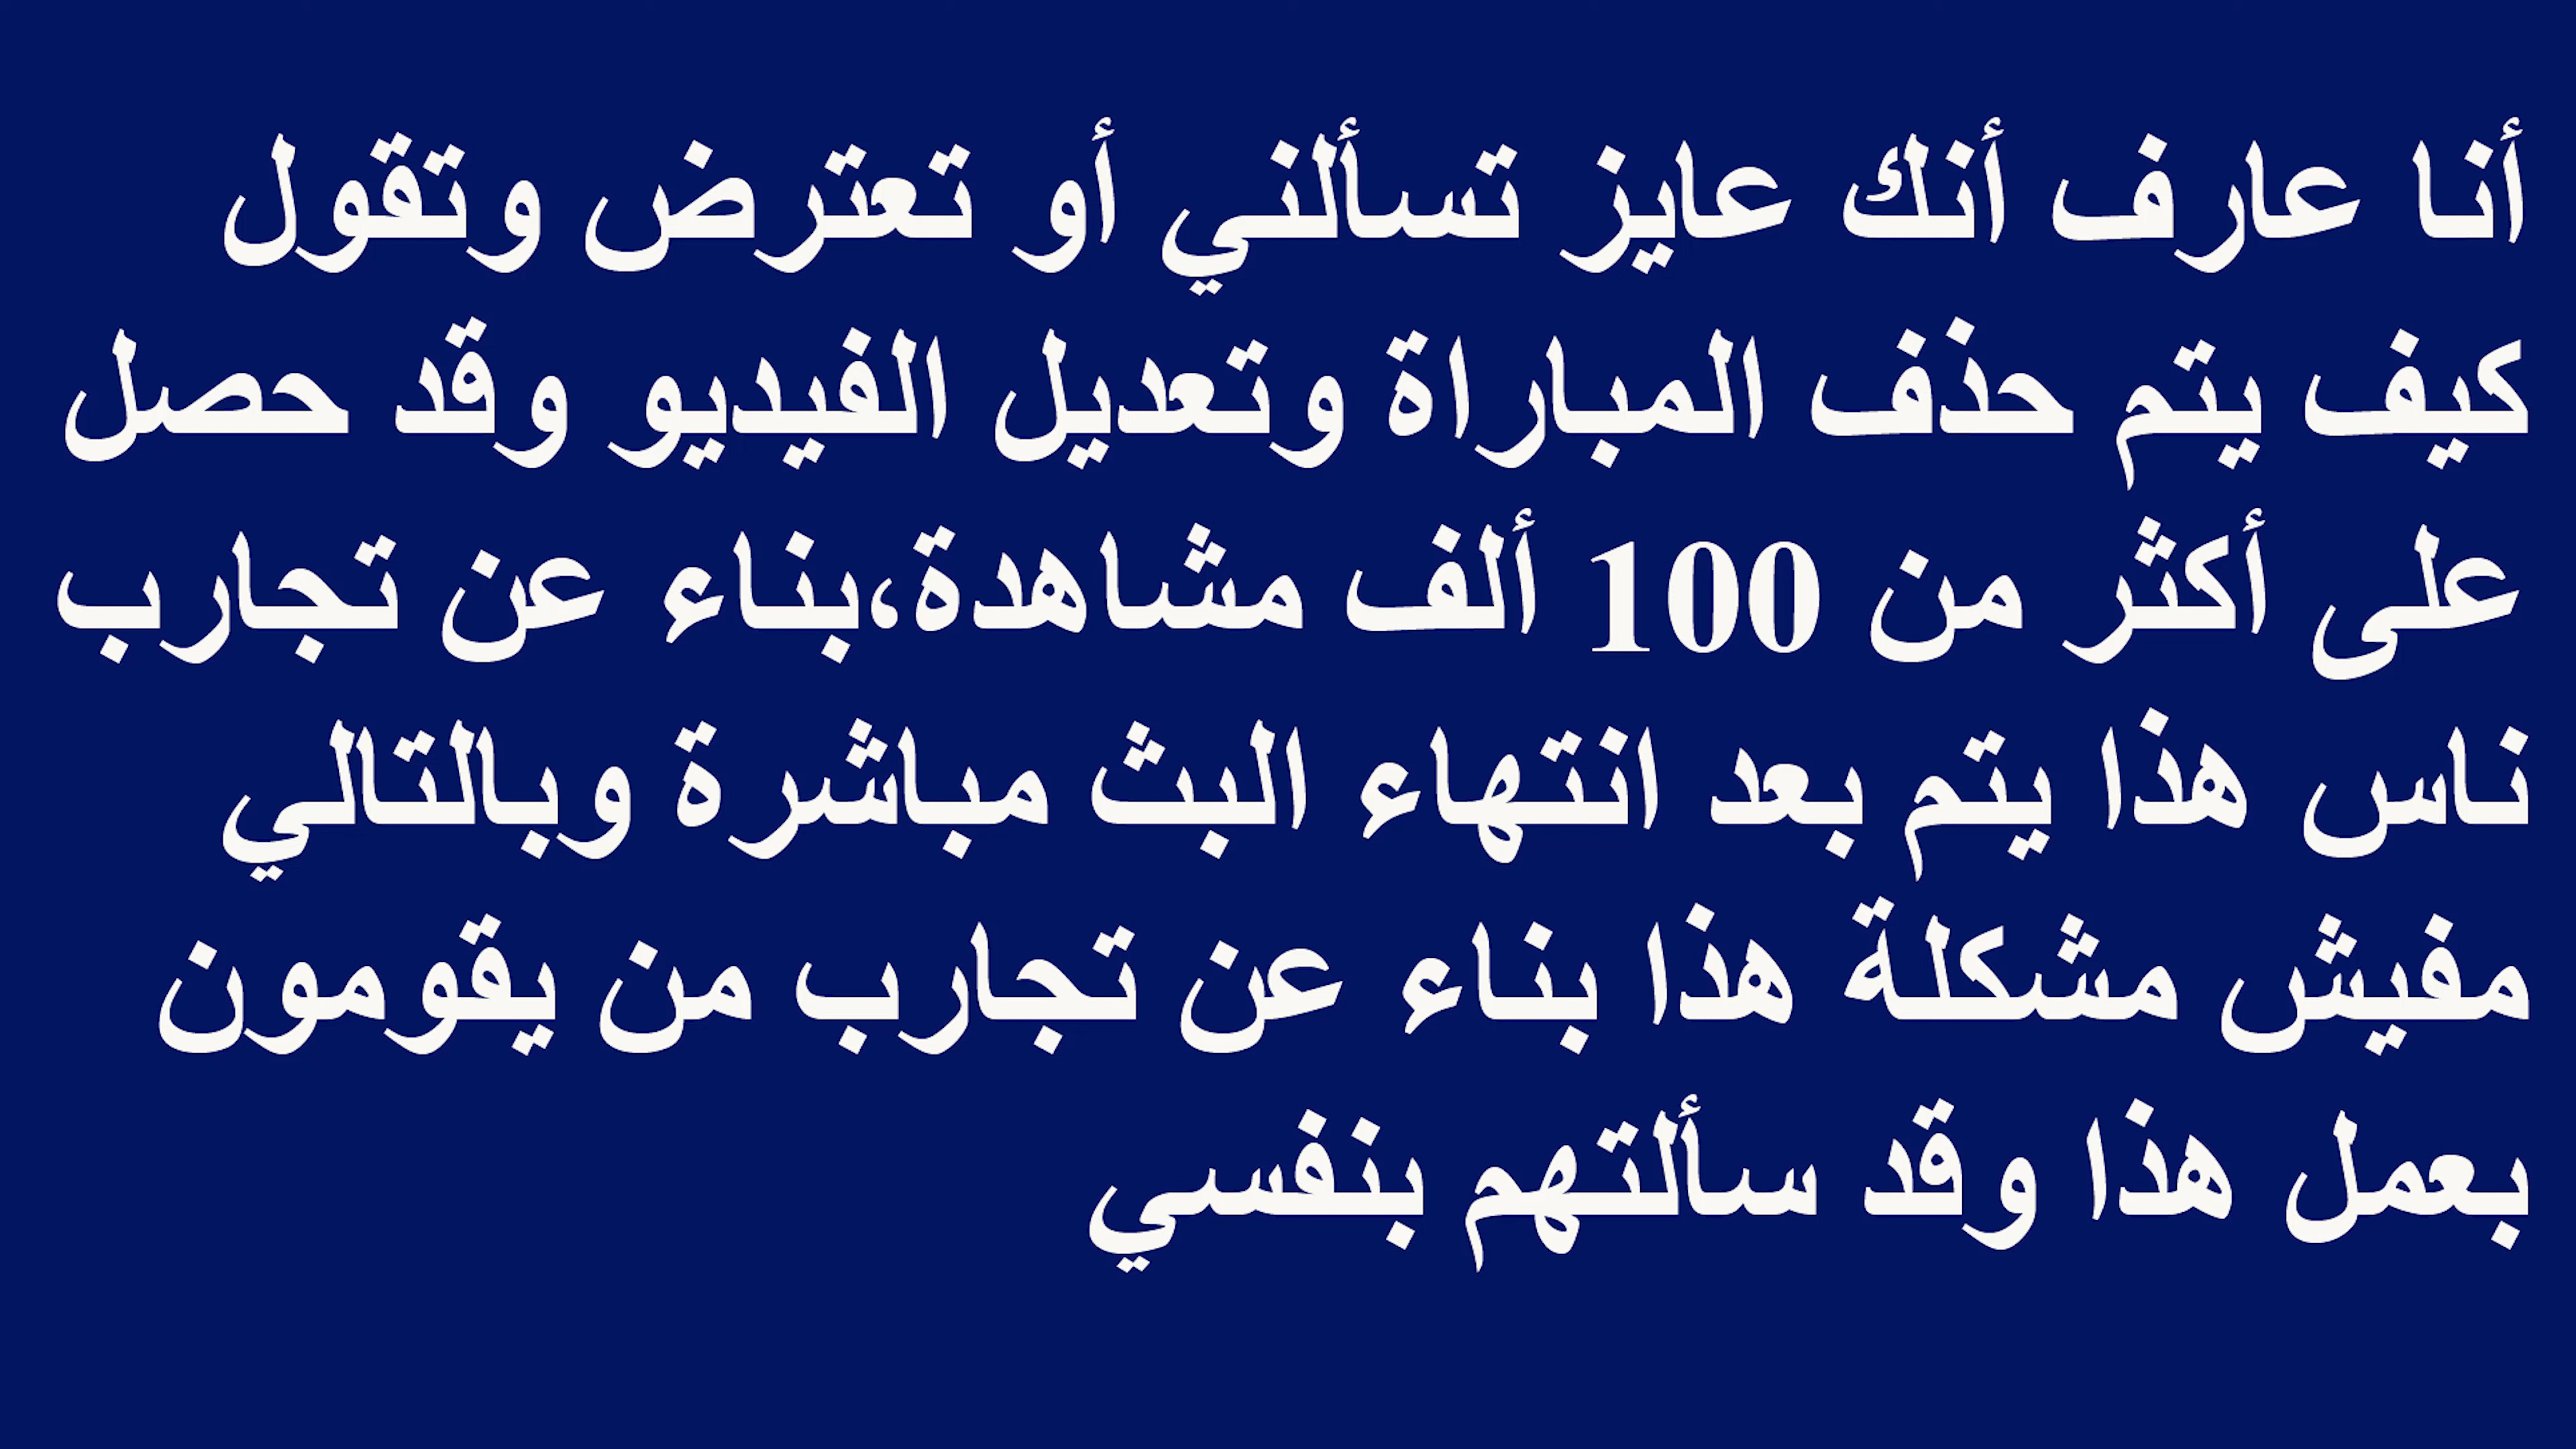 أنا عارف أنك عايز تسألني أو تعترض وتقول
كيف يتم حذف المباراة وتعديل الفيديو وقد حصل
على أكثر من 100 ألف مشاهدة،بناء عن تجارب
ناس هذا يتم بعد انتهاء البث مباشرة وبالتالي
مفيش مشكلة هذا بناء عن تجارب من يقومون
بعمل هذا وقد سألتهم بنفسي